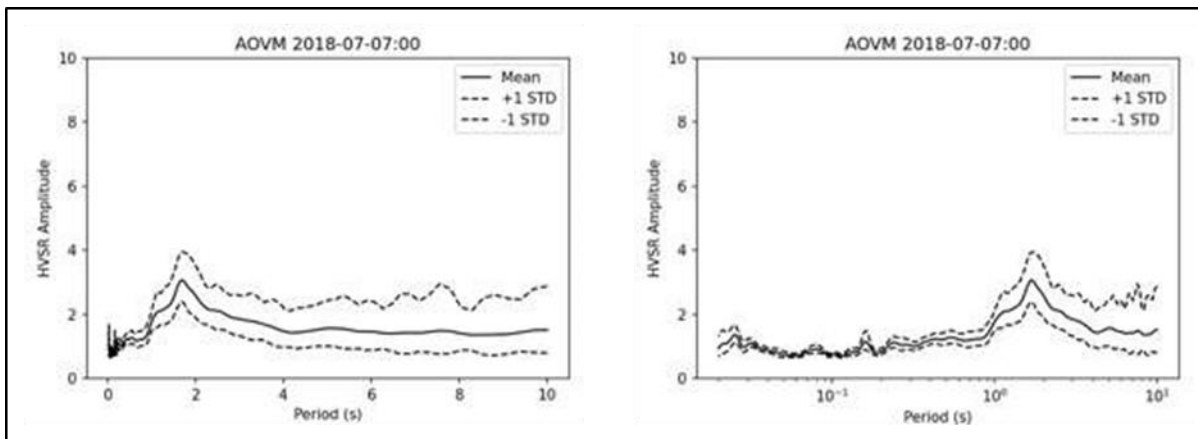 AOVM 2018-07-07:00
10
8
6
4
2
0
HVSR Amplitude
Mean
+1 STD
-1 STD
0 2 4 6 8 10
Period (s)
AOVM 2018-07-07:00
10
8
6
4
2
0
HVSR Amplitude
Mean
+1 STD
-1 STD
10⁻¹ 10⁰ 10¹
Period (s)